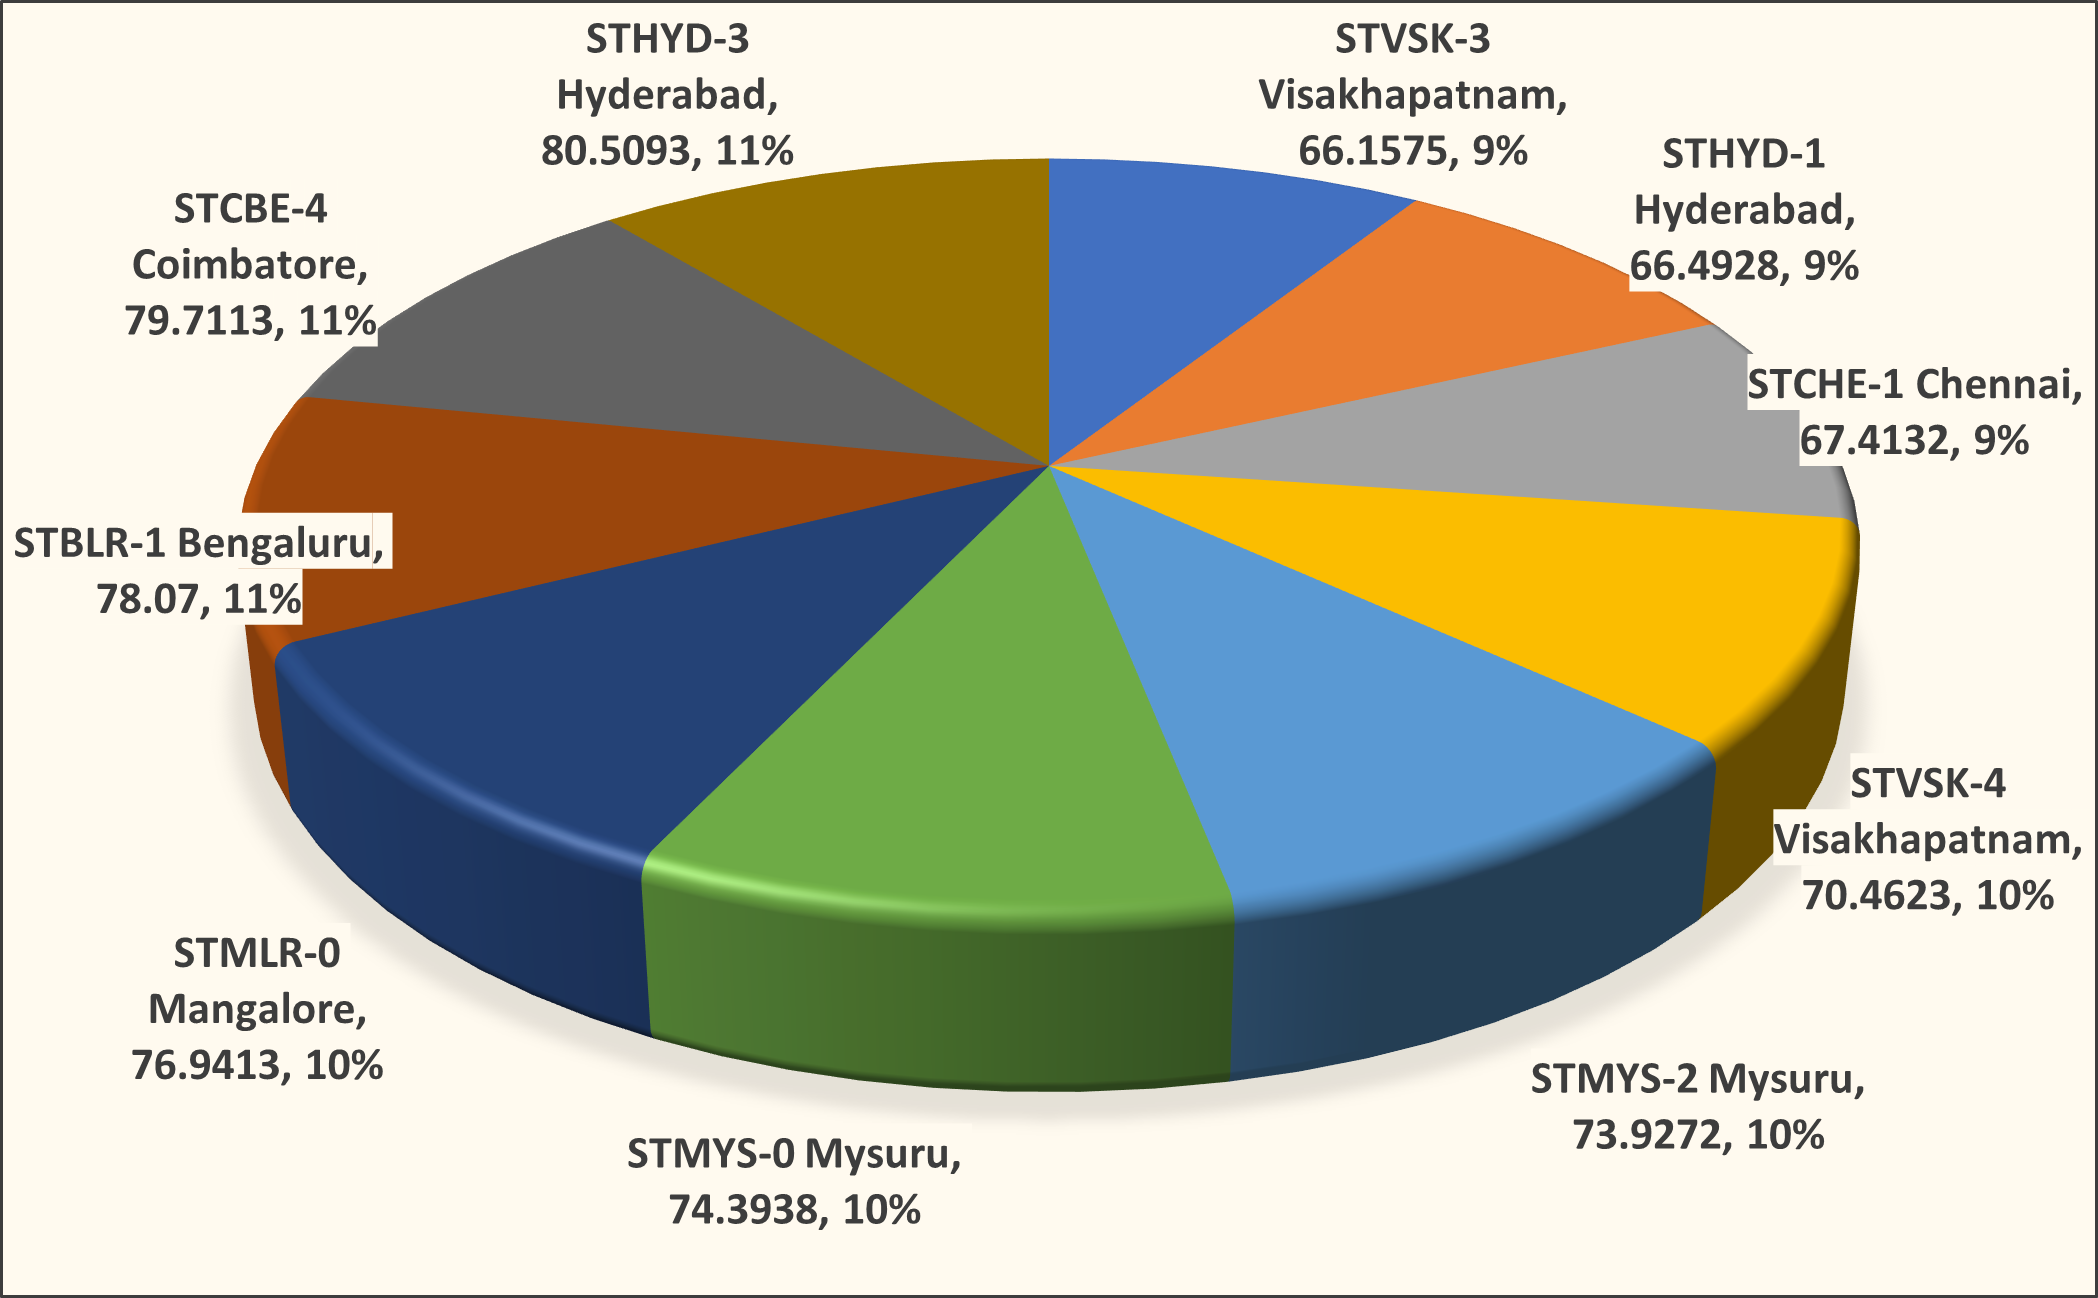 STHYD-3
Hyderabad,
80.5093, 11%
STVSK-3
Visakhapatnam,
66.1575, 9%
STHYD-1
Hyderabad,
66.4928, 9%
STCBE-4
Coimbatore,
79.7113, 11%
STCHE-1 Chennai,
67.4132, 9%
STBLR-1 Bengaluru,
78.07, 11%
STVSK-4
Visakhapatnam,
70.4623, 10%
STMLR-0
Mangalore,
76.9413, 10%
STMYS-2 Mysuru,
73.9272, 10%
STMYS-0 Mysuru,
74.3938, 10%